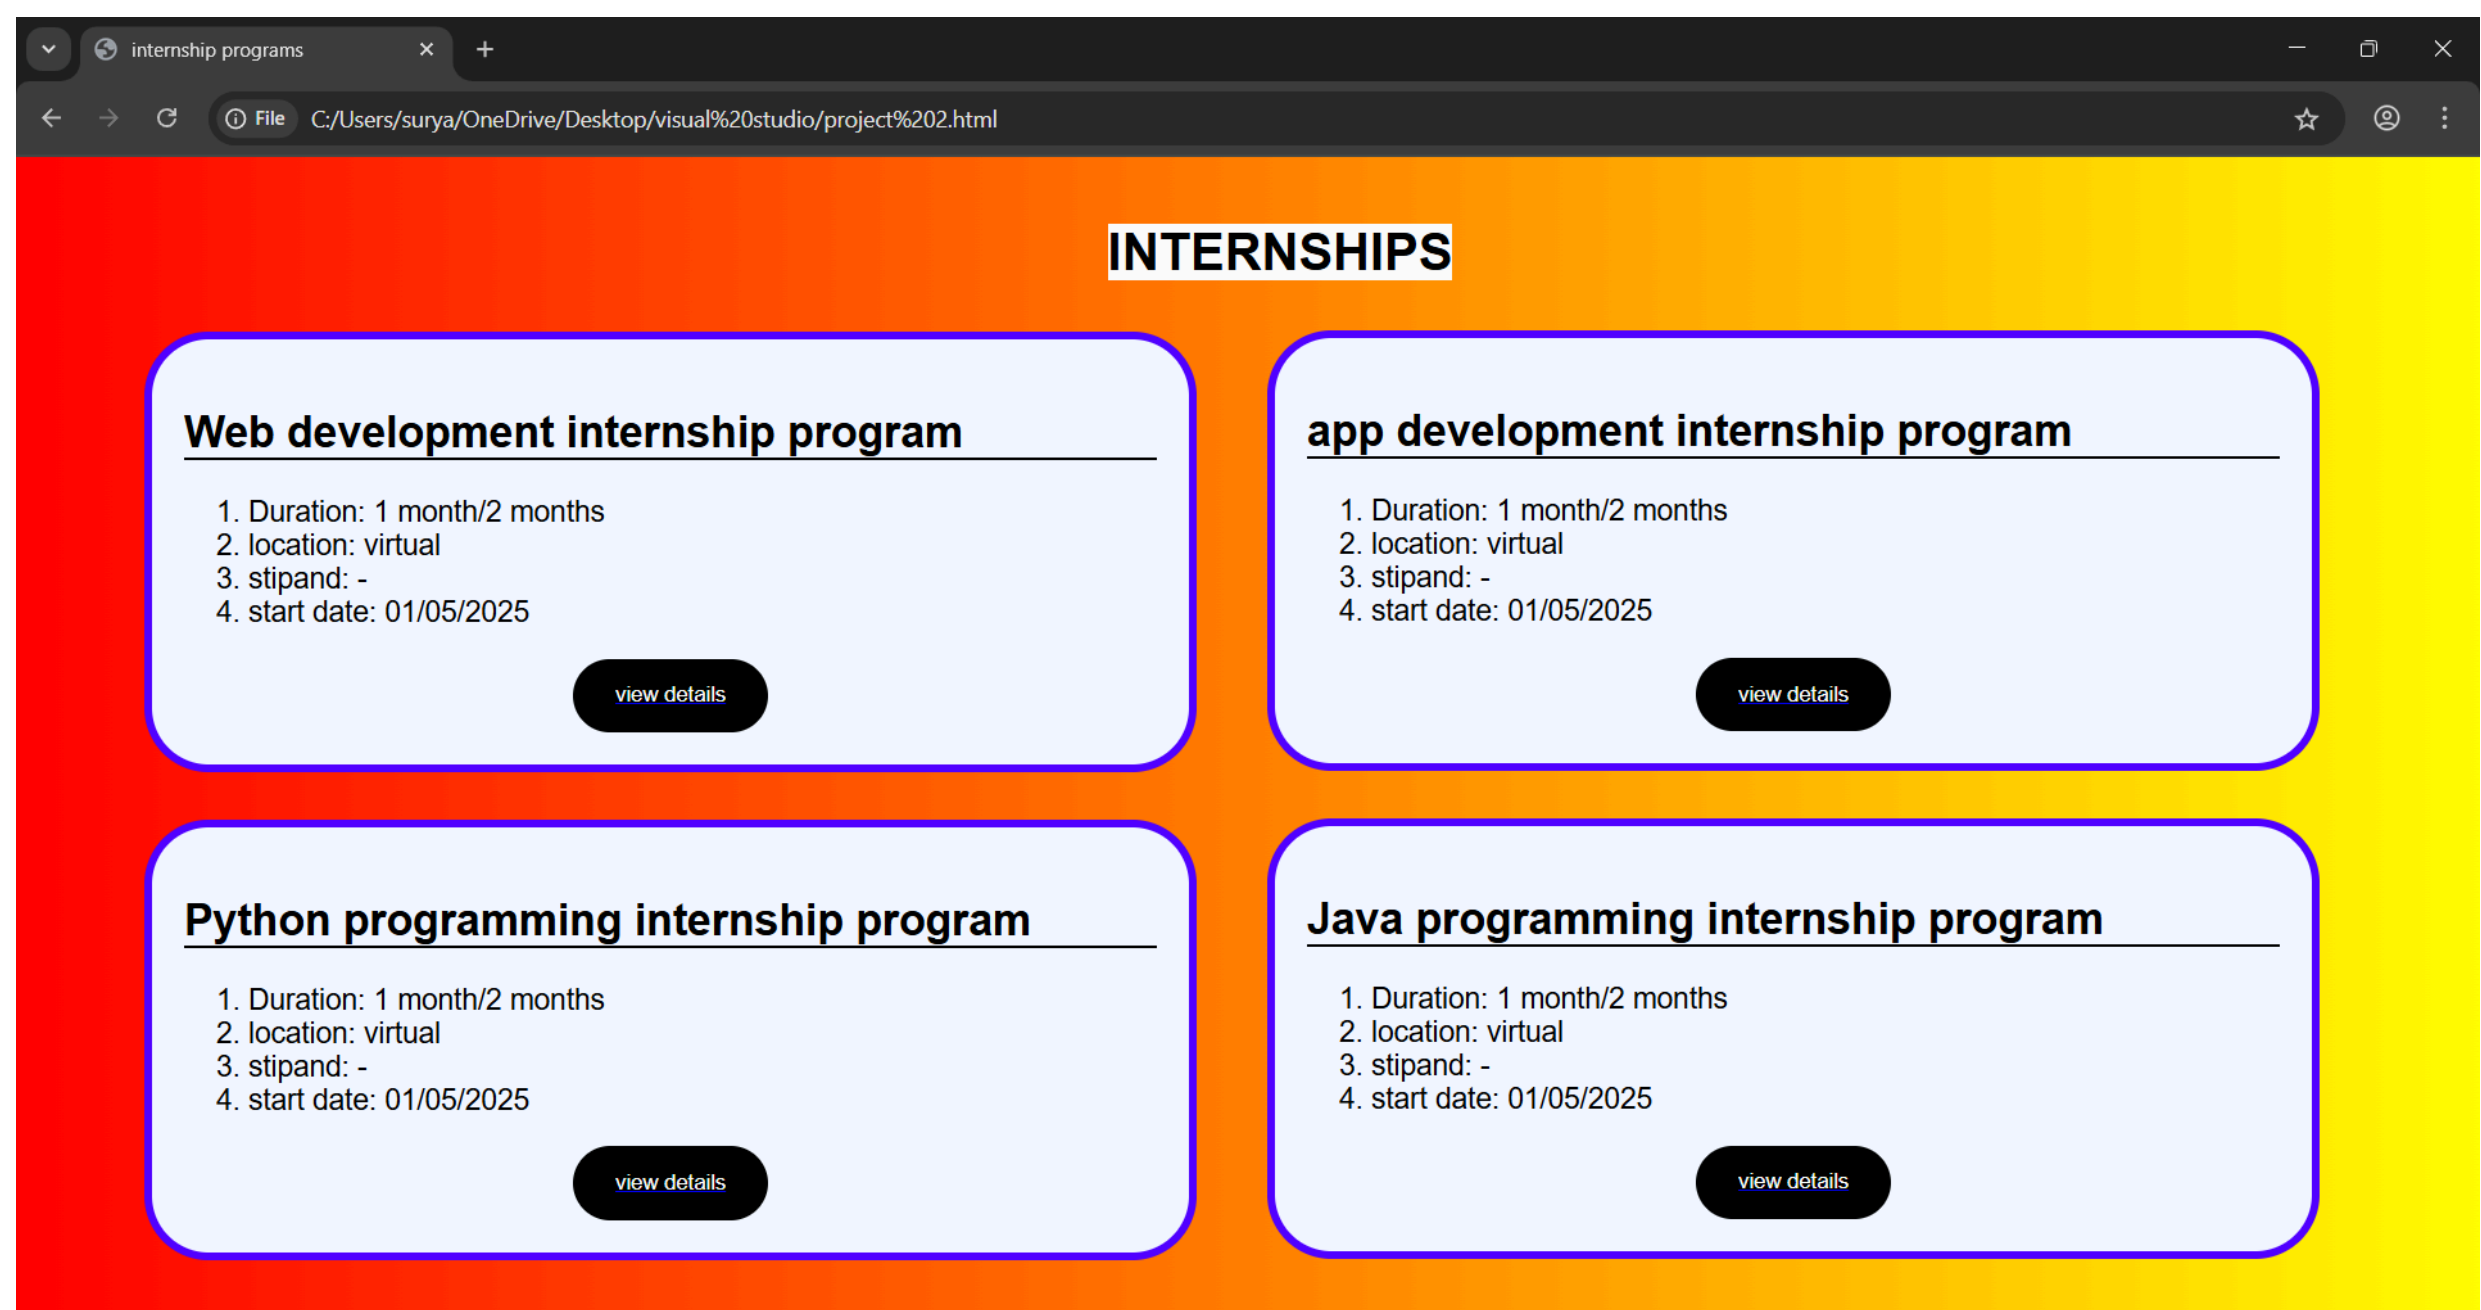 internship programs
File C:/Users/surya/OneDrive/Desktop/visual%20studio/project%202.html
INTERNSHIPS
Web development internship program
1. Duration: 1 month/2 months
2. location: virtual
3. stipand: -
4. start date: 01/05/2025
view details
app development internship program
1. Duration: 1 month/2 months
2. location: virtual
3. stipand: -
4. start date: 01/05/2025
view details
Python programming internship program
1. Duration: 1 month/2 months
2. location: virtual
3. stipand: -
4. start date: 01/05/2025
view details
Java programming internship program
1. Duration: 1 month/2 months
2. location: virtual
3. stipand: -
4. start date: 01/05/2025
view details